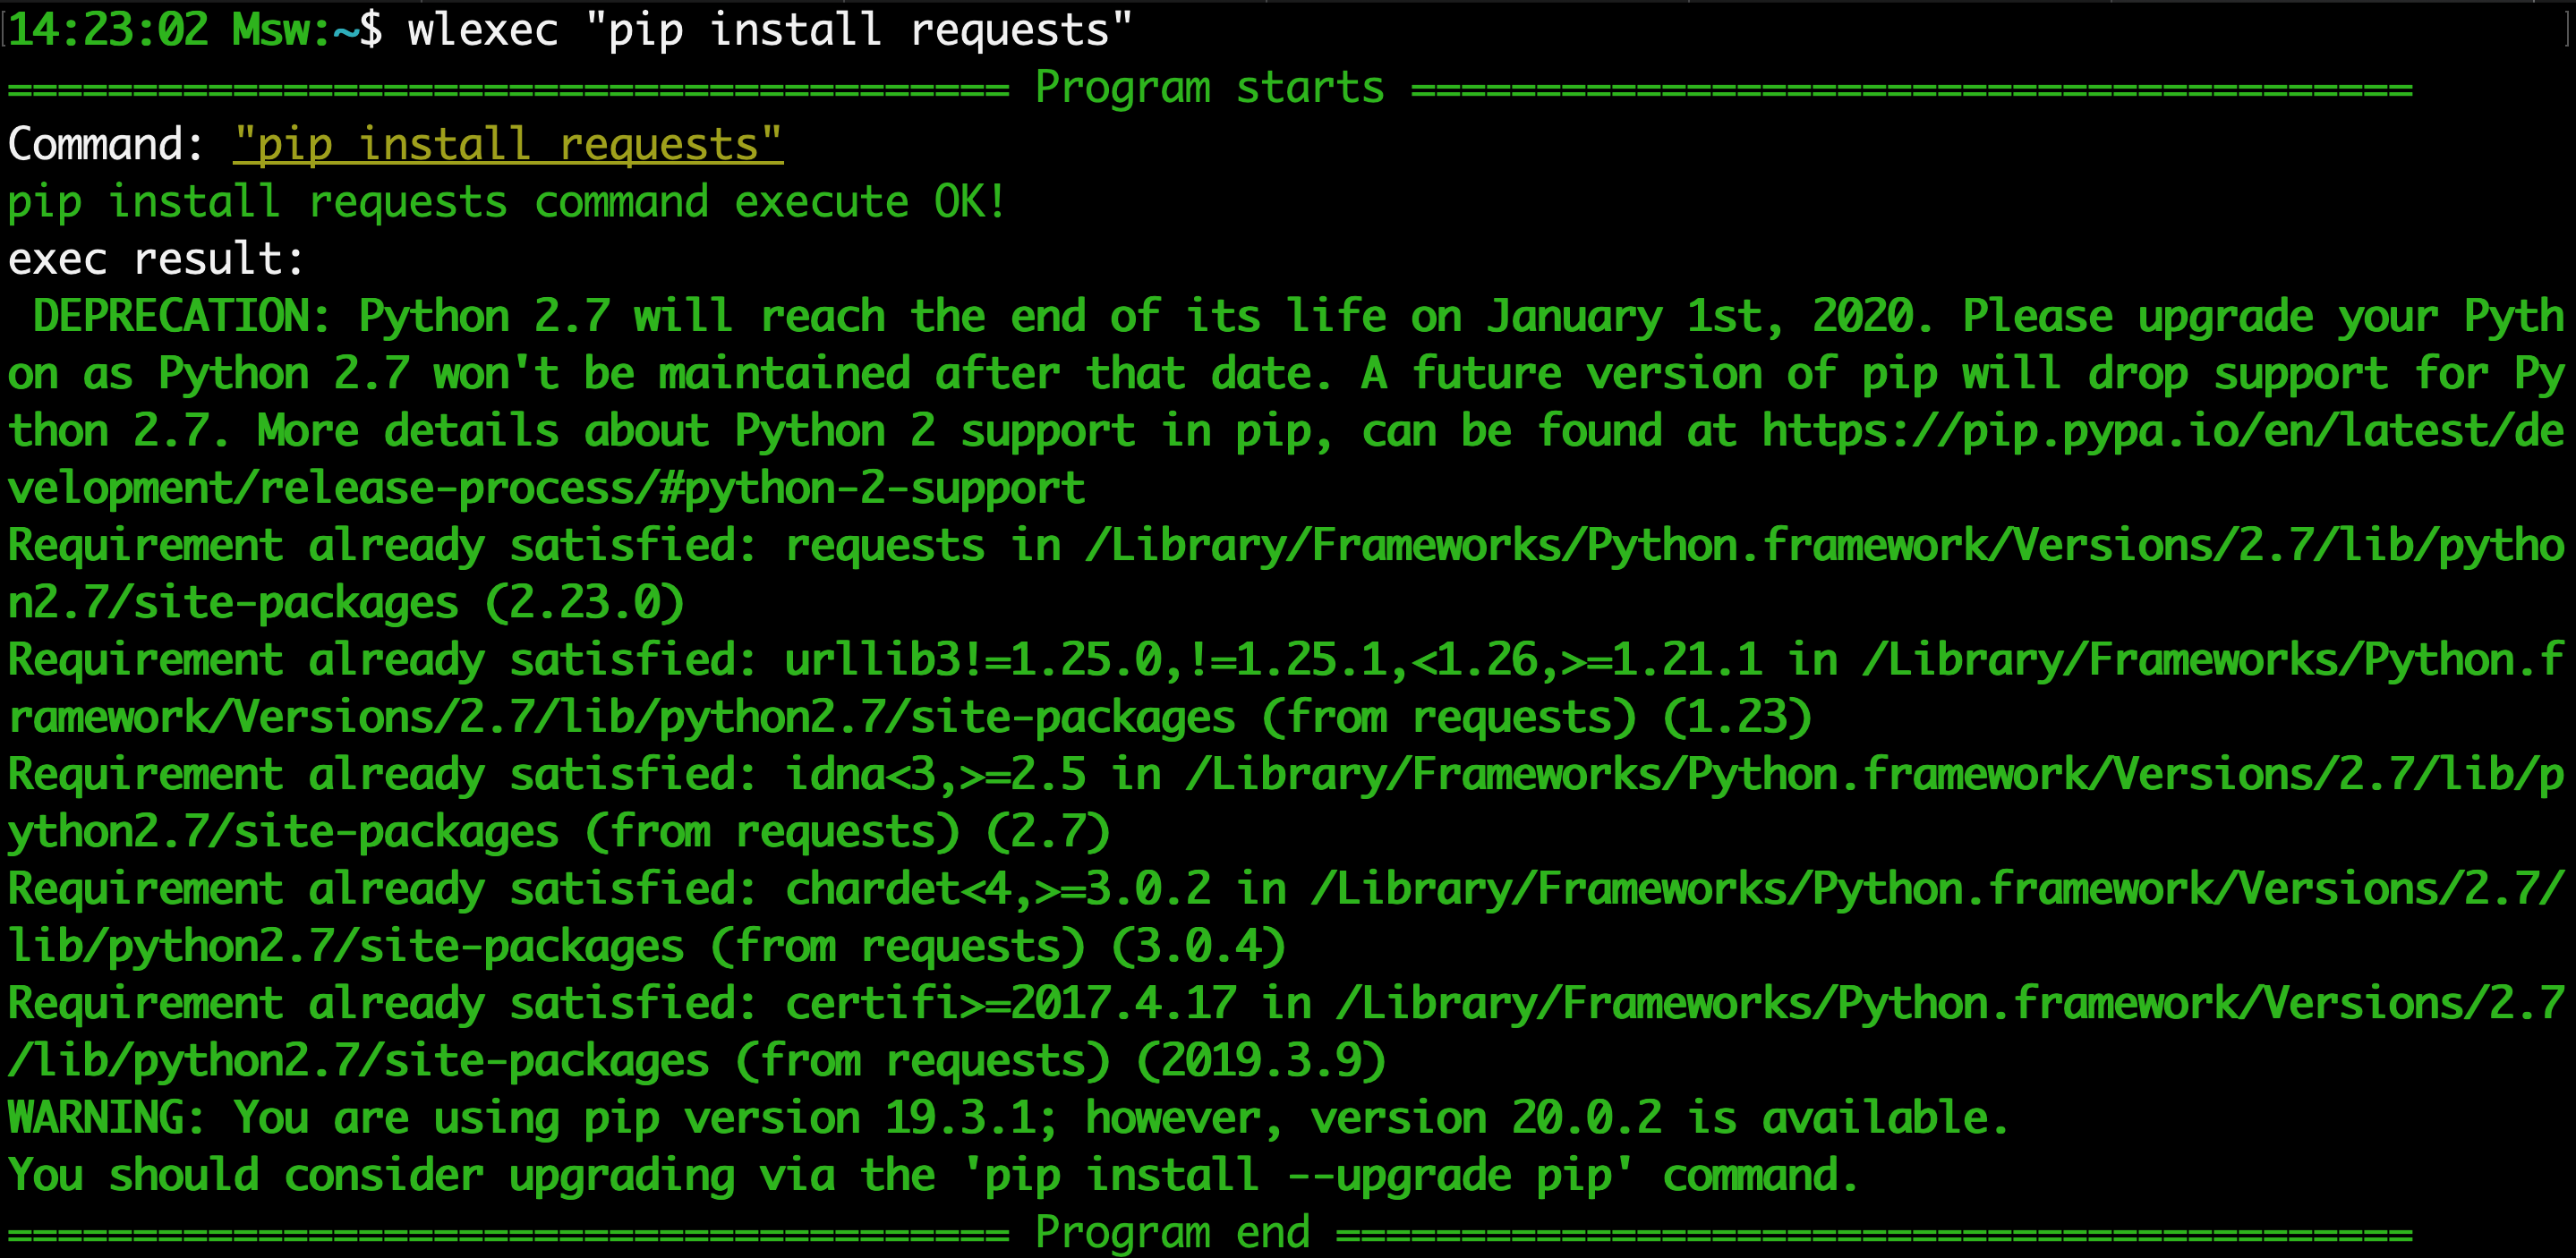 14:23:02 Msw:~$ wlexec "pip install requests"
======================================== Program starts ========================================
Command: "pip install requests"
pip install requests command execute OK!
exec result:
 DEPRECATION: Python 2.7 will reach the end of its life on January 1st, 2020. Please upgrade your Pyth
on as Python 2.7 won't be maintained after that date. A future version of pip will drop support for Py
thon 2.7. More details about Python 2 support in pip, can be found at https://pip.pypa.io/en/latest/de
velopment/release-process/#python-2-support
Requirement already satisfied: requests in /Library/Frameworks/Python.framework/Versions/2.7/lib/pytho
n2.7/site-packages (2.23.0)
Requirement already satisfied: urllib3!=1.25.0,!=1.25.1,<1.26,>=1.21.1 in /Library/Frameworks/Python.f
ramework/Versions/2.7/lib/python2.7/site-packages (from requests) (1.23)
Requirement already satisfied: idna<3,>=2.5 in /Library/Frameworks/Python.framework/Versions/2.7/lib/p
ython2.7/site-packages (from requests) (2.7)
Requirement already satisfied: chardet<4,>=3.0.2 in /Library/Frameworks/Python.framework/Versions/2.7/
lib/python2.7/site-packages (from requests) (3.0.4)
Requirement already satisfied: certifi>=2017.4.17 in /Library/Frameworks/Python.framework/Versions/2.7
/lib/python2.7/site-packages (from requests) (2019.3.9)
WARNING: You are using pip version 19.3.1; however, version 20.0.2 is available.
You should consider upgrading via the 'pip install --upgrade pip' command.
======================================== Program end ===========================================